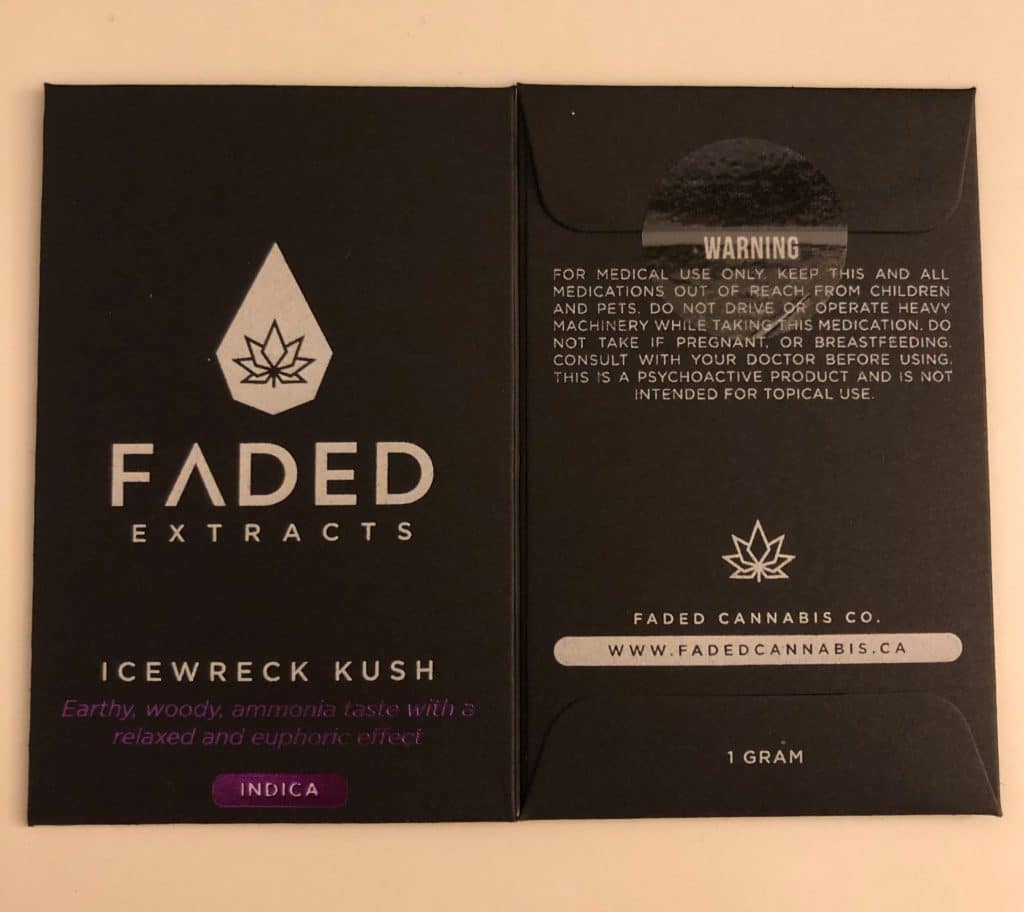 FADED
EXTRACTS
ICEWRECK KUSH
Earthy, woody, ammonia taste with a
relaxed and euphoric effect
INDICA
WARNING
FOR MEDICAL USE ONLY. KEEP THIS AND ALL
MEDICATIONS OUT OF REACH FROM CHILDREN
AND PETS. DO NOT DRIVE OR OPERATE HEAVY
MACHINERY WHILE TAKING THIS MEDICATION. DO
NOT TAKE IF PREGNANT, OR BREASTFEEDING.
CONSULT WITH YOUR DOCTOR BEFORE USING.
THIS IS A PSYCHOACTIVE PRODUCT AND IS NOT
INTENDED FOR TOPICAL USE.
FADED CANNABIS CO.
WWW.FADEDCANNABIS.CA
1 GRAM